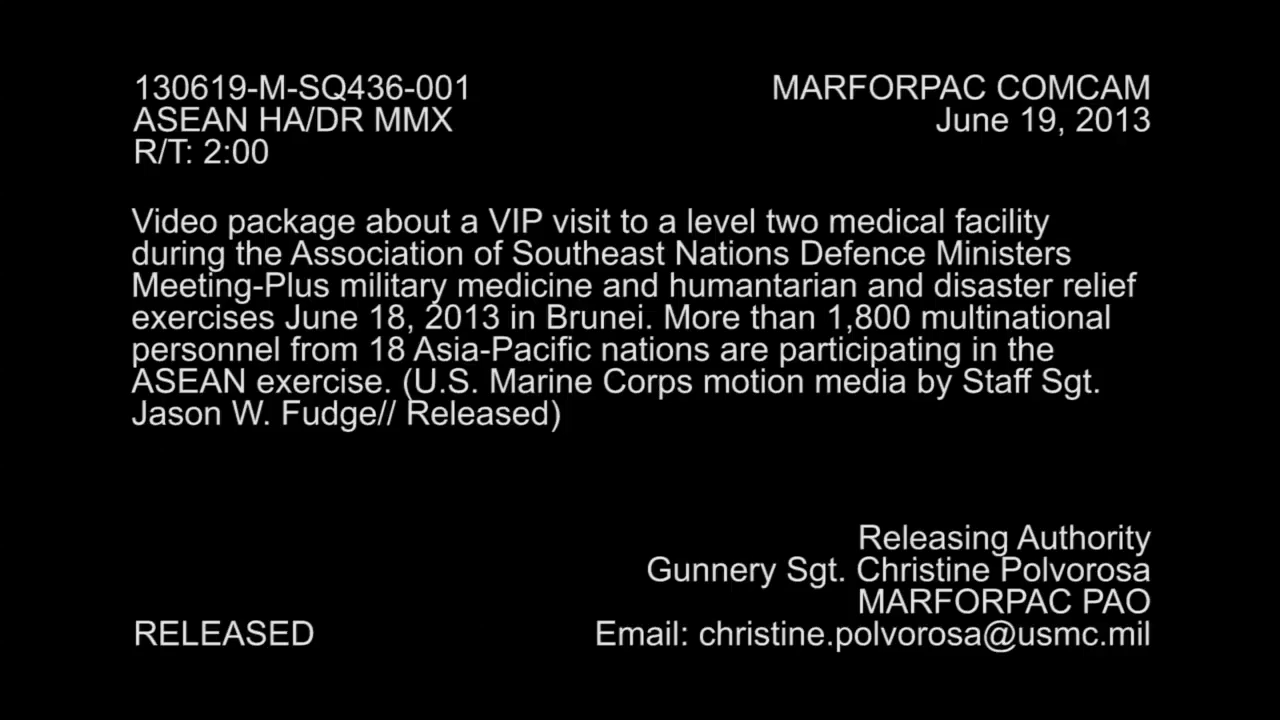 130619-M-SQ436-001
ASEAN HA/DR MMX
R/T: 2:00
MARFORPAC COMCAM
June 19, 2013
Video package about a VIP visit to a level two medical facility
during the Association of Southeast Nations Defence Ministers
Meeting-Plus military medicine and humantarian and disaster relief
exercises June 18, 2013 in Brunei. More than 1,800 multinational
personnel from 18 Asia-Pacific nations are participating in the
ASEAN exercise. (U.S. Marine Corps motion media by Staff Sgt.
Jason W. Fudge// Released)
Releasing Authority
Gunnery Sgt. Christine Polvorosa
MARFORPAC PAO
RELEASED
Email: christine.polvorosa@usmc.mil